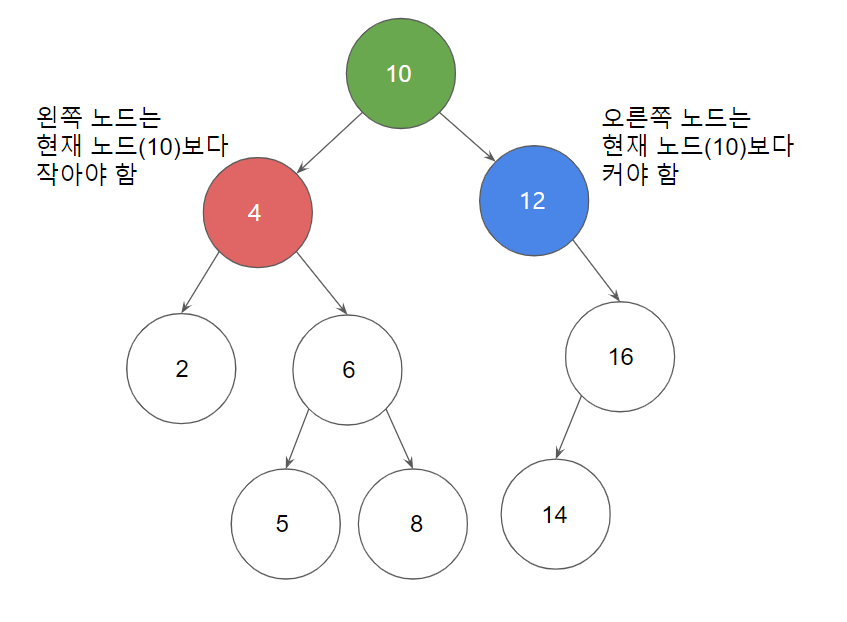 10
왼쪽 노드는
현재 노드(10)보다
작아야 함
오른쪽 노드는
현재 노드(10)보다
커야 함
4
12
2
6
16
5
8
14